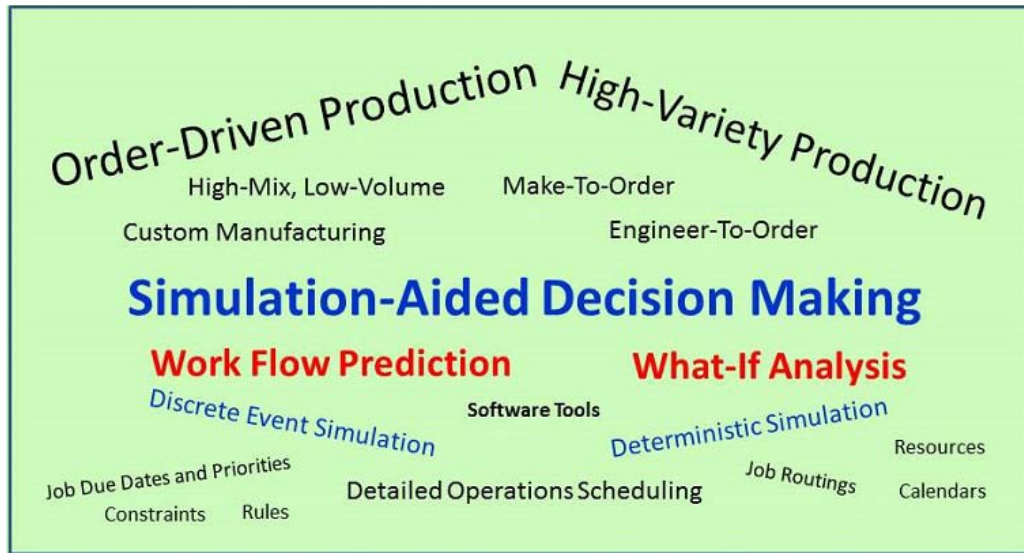 Order-Driven Production
High-Variety Production
High-Mix, Low-Volume
Make-To-Order
Custom Manufacturing
Engineer-To-Order
Simulation-Aided Decision Making
Work Flow Prediction
What-If Analysis
Discrete Event Simulation
Software Tools
Deterministic Simulation
Resources
Job Due Dates and Priorities
Detailed Operations Scheduling
Job Routings
Calendars
Constraints
Rules